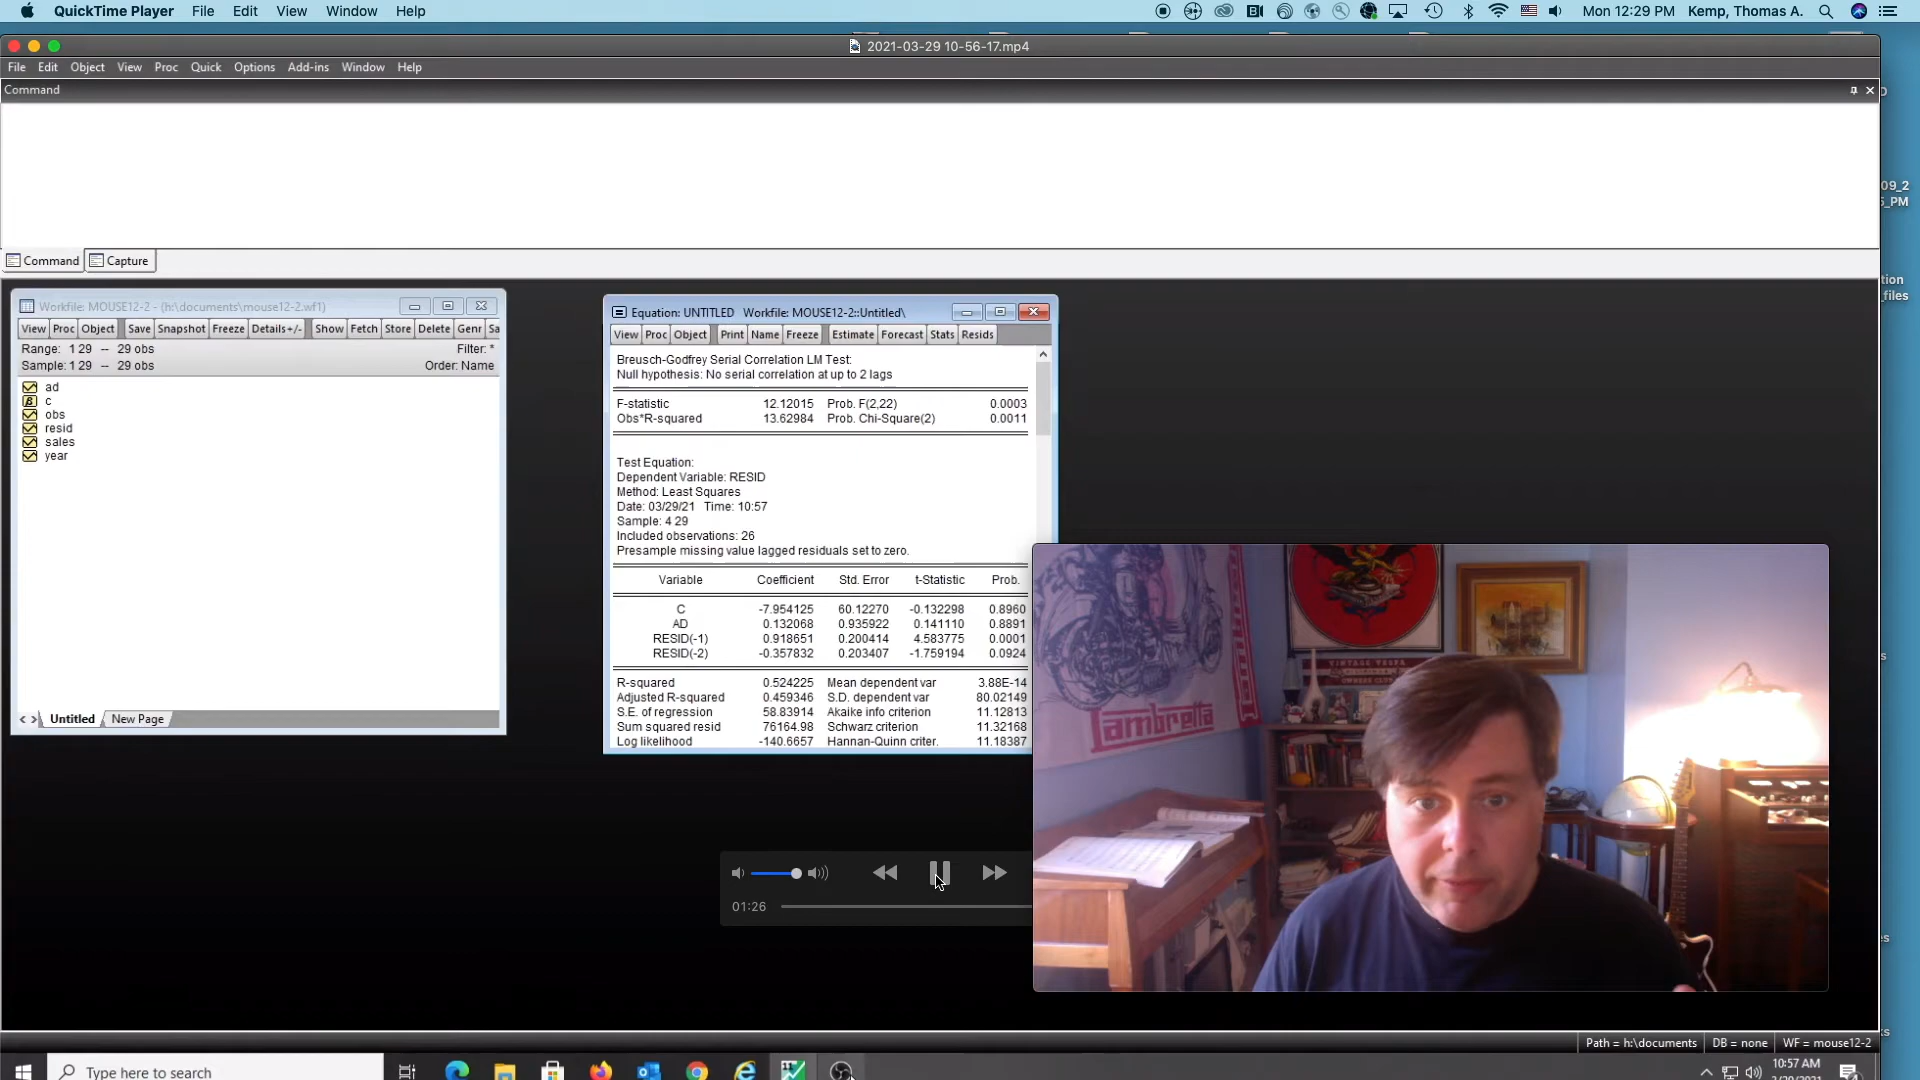 QuickTime Player File Edit View Window Help
Mon 12:29 PM Kemp, Thomas A.
2021-03-29 10-56-17.mp4
File Edit Object View Proc Quick Options Add-ins Window Help
Command
09_2
_PM
Command Capture
tion
_files
Workfile: MOUSE12-2 - (h:\documents\mouse12-2.wf1)
View Proc Object Save Snapshot Freeze Details+/- Show Fetch Store Delete Genr Sa
Range: 1 29 -- 29 obs Filter: *
Sample: 1 29 -- 29 obs Order: Name
ad
c
obs
resid
sales
year
Untitled New Page
Equation: UNTITLED Workfile: MOUSE12-2::Untitled\
View Proc Object Print Name Freeze Estimate Forecast Stats Resids
Breusch-Godfrey Serial Correlation LM Test:
Null hypothesis: No serial correlation at up to 2 lags
F-statistic 12.12015 Prob. F(2,22) 0.0003
Obs*R-squared 13.62984 Prob. Chi-Square(2) 0.0011
Test Equation:
Dependent Variable: RESID
Method: Least Squares
Date: 03/29/21 Time: 10:57
Sample: 4 29
Included observations: 26
Presample missing value lagged residuals set to zero.
Variable Coefficient Std. Error t-Statistic Prob.
C -7.954125 60.12270 -0.132298 0.8960
AD 0.132068 0.935922 0.141110 0.8891
RESID(-1) 0.918651 0.200414 4.583775 0.0001
RESID(-2) -0.357832 0.203407 -1.759194 0.0924
R-squared 0.524225 Mean dependent var 3.88E-14
Adjusted R-squared 0.459346 S.D. dependent var 80.02149
S.E. of regression 58.83914 Akaike info criterion 11.12813
Sum squared resid 76164.98 Schwarz criterion 11.32168
Log likelihood -140.6657 Hannan-Quinn criter. 11.18387
Lambretta
VINTAGE VESPA
01:26
Path = h:\documents DB = none WF = mouse12-2
Type here to search
10:57 AM